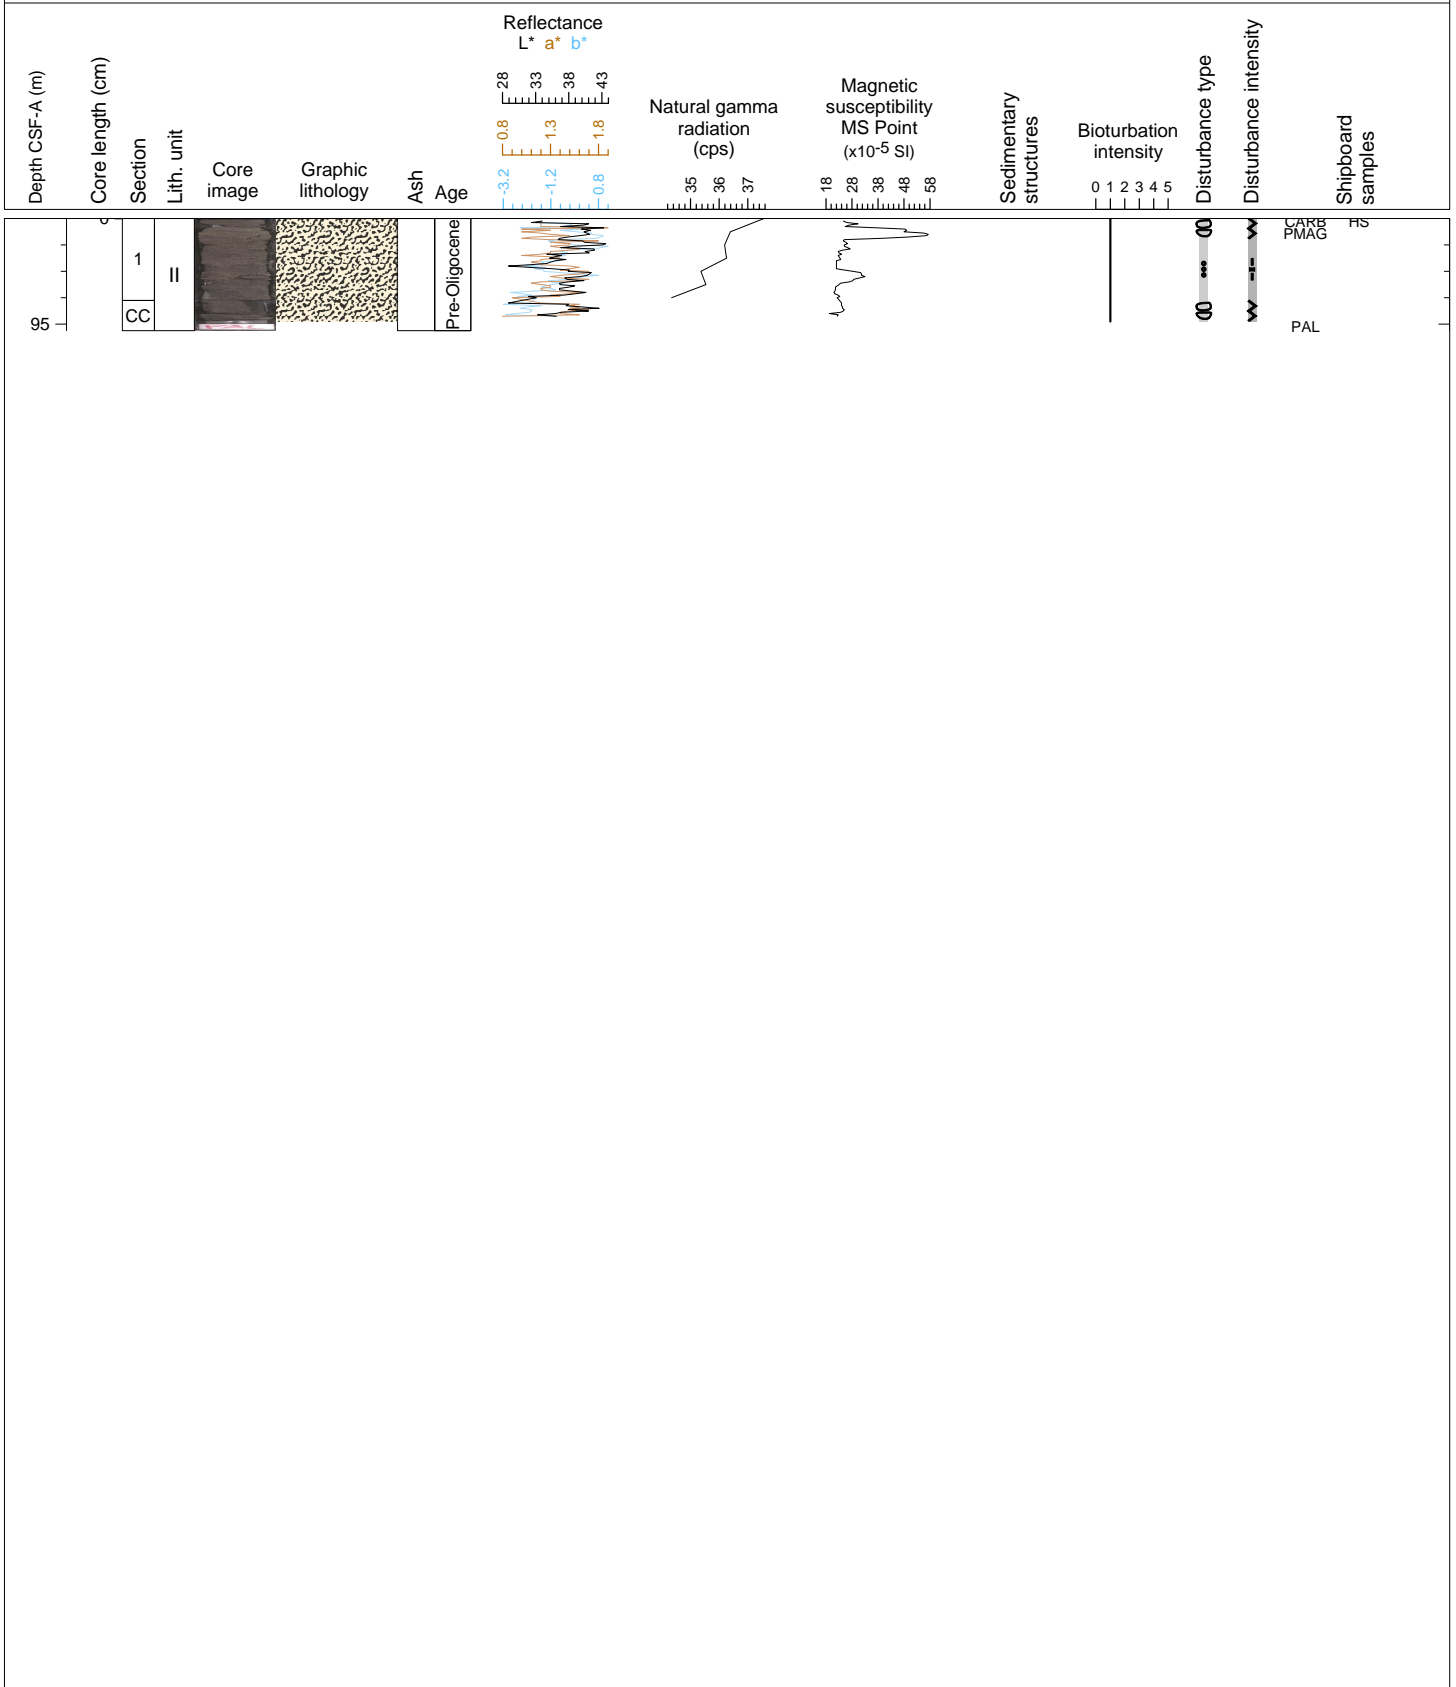 Depth CSF-A (m)
Core length (cm)
Section
Lith. unit
Core
image
Graphic
lithology
Ash
Age
Reflectance
L* a* b*
28 33 38 43
0.8 1.3 1.8
-3.2 -1.2 0.8
Natural gamma
radiation
(cps)
35 36 37
Magnetic
susceptibility
MS Point
(x10-5 SI)
18 28 38 48 58
Sedimentary
structures
Bioturbation
intensity
0 1 2 3 4 5
Disturbance type
Disturbance intensity
Shipboard
samples
0
1
CC
II
Pre-Oligocene
95
CARB HS
PMAG
PAL